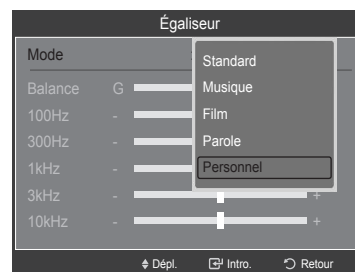 Égaliseur
Mode :
Standard
Musique
Film
Parole
Personnel
Balance G
100Hz -
300Hz -
1kHz -
3kHz - +
10kHz - +
Dépl. Intro. Retour